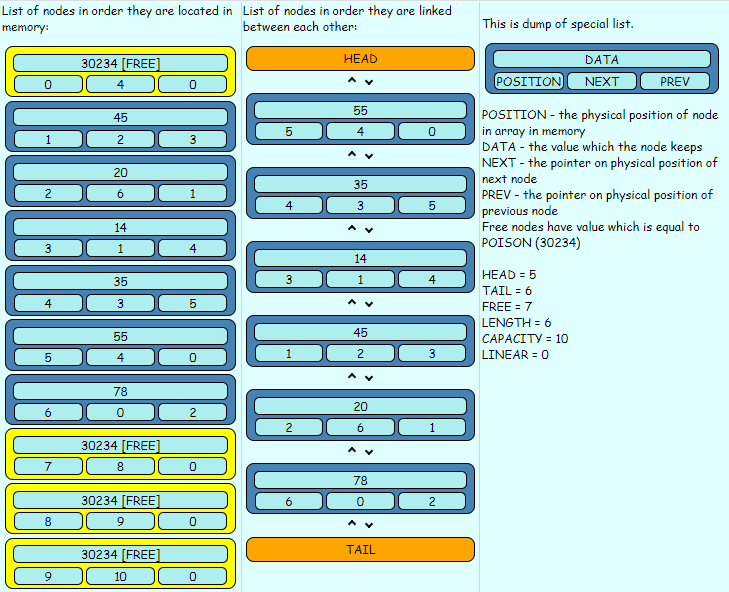 List of nodes in order they are located in
memory:
30234 [FREE]
0 4 0
45
1 2 3
20
2 6 1
14
3 1 4
35
4 3 5
55
5 4 0
78
6 0 2
30234 [FREE]
7 8 0
30234 [FREE]
8 9 0
30234 [FREE]
9 10 0
List of nodes in order they are linked
between each other:
HEAD
55
5 4 0
35
4 3 5
14
3 1 4
45
1 2 3
20
2 6 1
78
6 0 2
TAIL
This is dump of special list.
DATA
POSITION NEXT PREV
POSITION - the physical position of node
in array in memory
DATA - the value which the node keeps
NEXT - the pointer on physical position of
next node
PREV - the pointer on physical position of
previous node
Free nodes have value which is equal to
POISON (30234)
HEAD = 5
TAIL = 6
FREE = 7
LENGTH = 6
CAPACITY = 10
LINEAR = 0